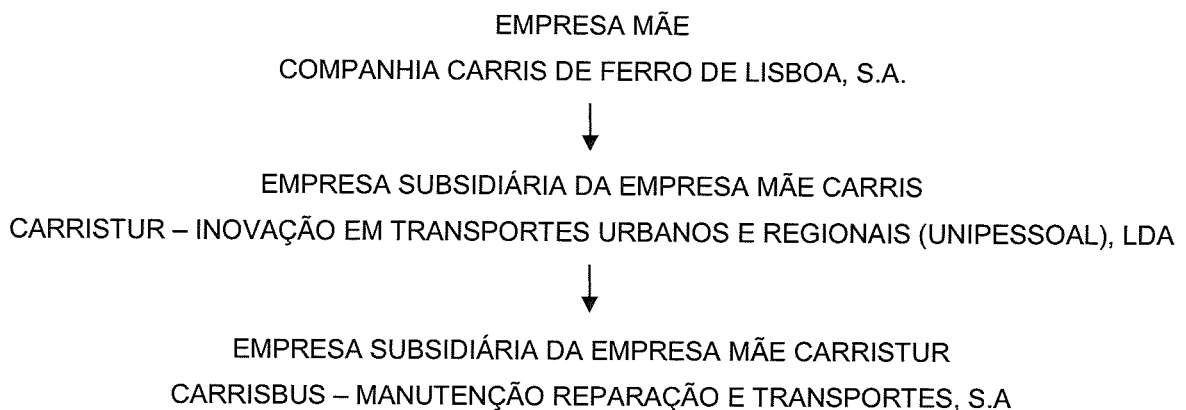 EMPRESA MÃE
COMPANHIA CARRIS DE FERRO DE LISBOA, S.A.
EMPRESA SUBSIDIÁRIA DA EMPRESA MÃE CARRIS
CARRISTUR – INOVAÇÃO EM TRANSPORTES URBANOS E REGIONAIS (UNIPESSOAL), LDA
EMPRESA SUBSIDIÁRIA DA EMPRESA MÃE CARRISTUR
CARRISBUS – MANUTENÇÃO REPARAÇÃO E TRANSPORTES, S.A